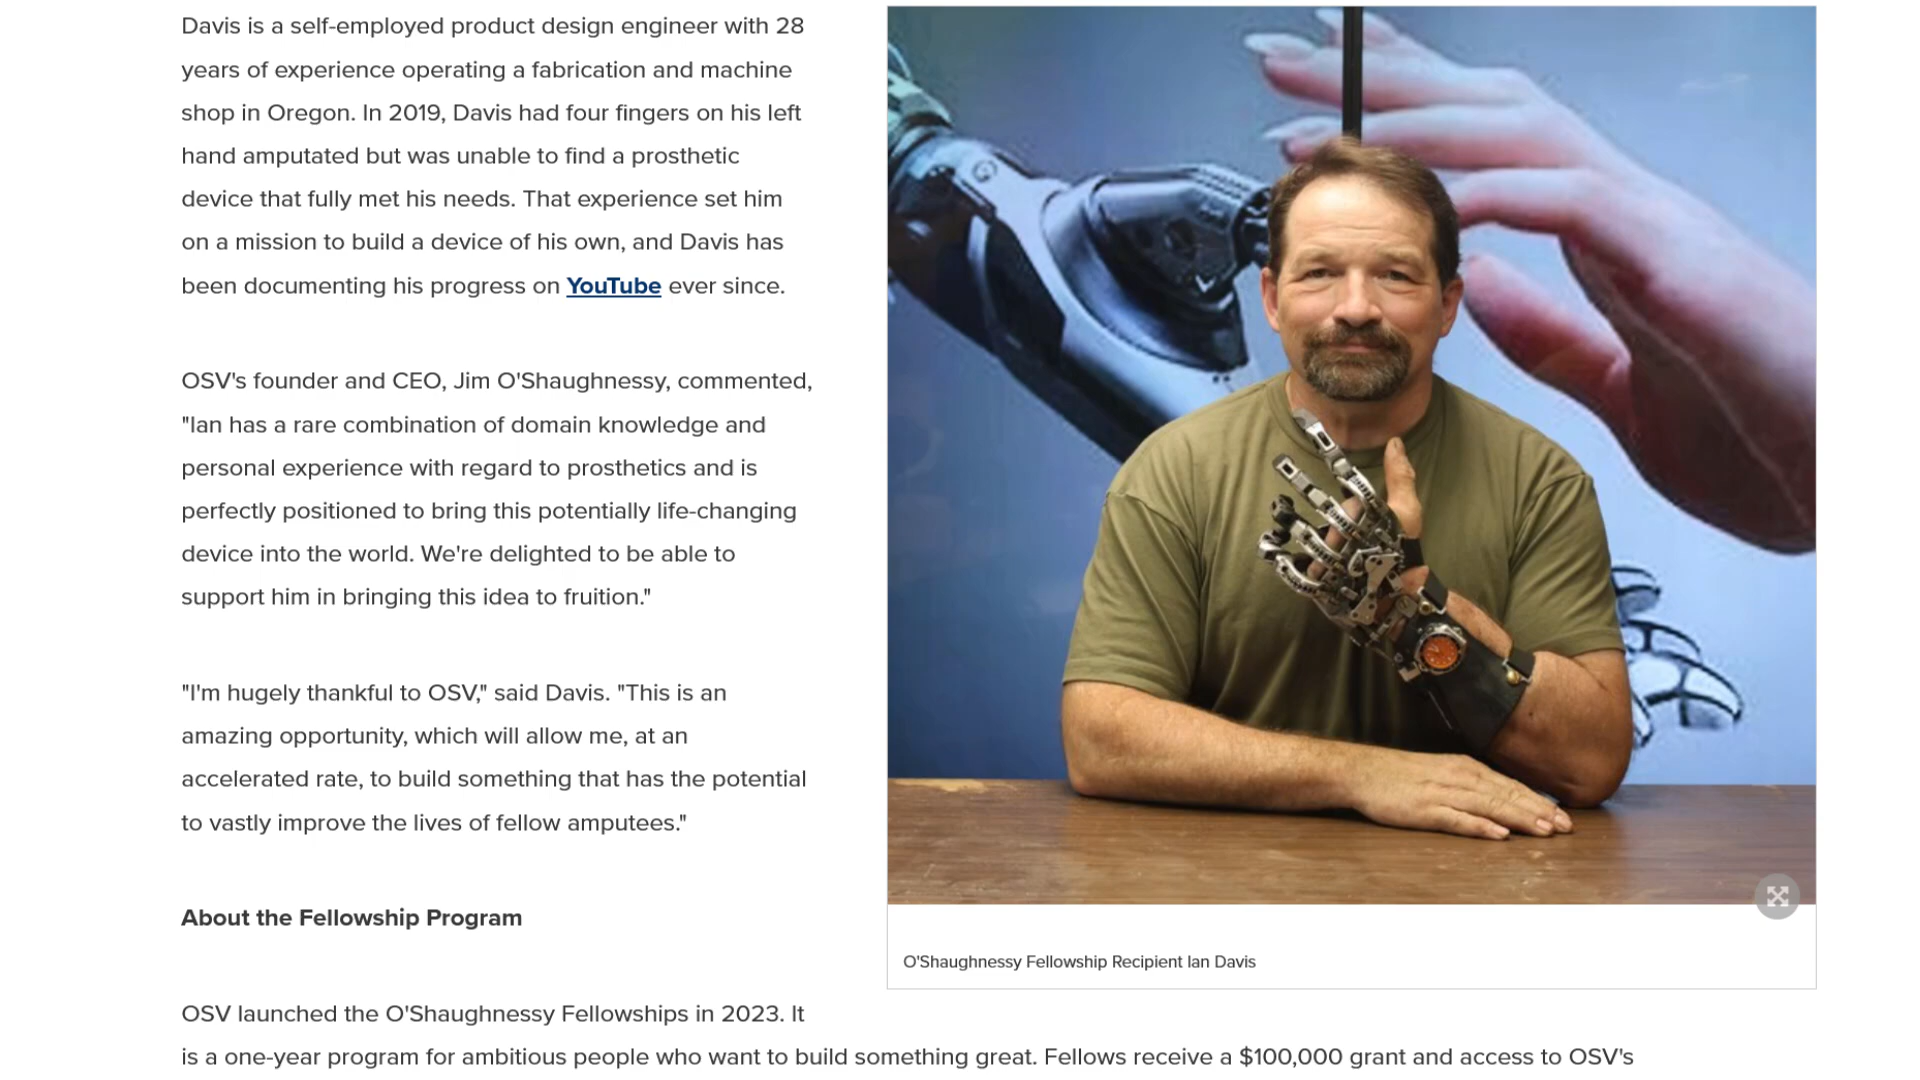 Davis is a self-employed product design engineer with 28
years of experience operating a fabrication and machine
shop in Oregon. In 2019, Davis had four fingers on his left
hand amputated but was unable to find a prosthetic
device that fully met his needs. That experience set him
on a mission to build a device of his own, and Davis has
been documenting his progress on YouTube ever since.
OSV's founder and CEO, Jim O'Shaughnessy, commented,
"Ian has a rare combination of domain knowledge and
personal experience with regard to prosthetics and is
perfectly positioned to bring this potentially life-changing
device into the world. We're delighted to be able to
support him in bringing this idea to fruition."
"I'm hugely thankful to OSV," said Davis. "This is an
amazing opportunity, which will allow me, at an
accelerated rate, to build something that has the potential
to vastly improve the lives of fellow amputees."
About the Fellowship Program
O'Shaughnessy Fellowship Recipient Ian Davis
OSV launched the O'Shaughnessy Fellowships in 2023. It
is a one-year program for ambitious people who want to build something great. Fellows receive a $100,000 grant and access to OSV's